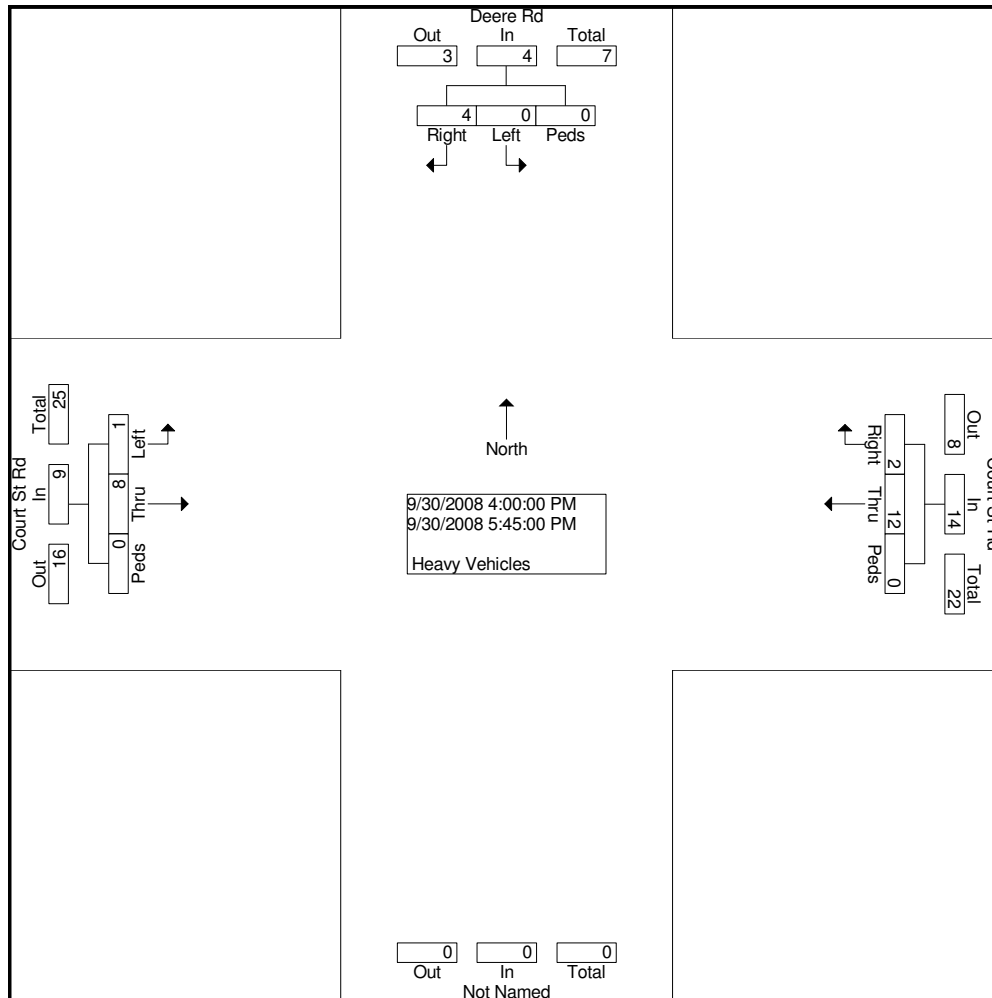 Deere Rd
Out In Total
3 4 7
4 0 0
Right Left Peds
Court St Rd
Total In Out
25 9 16
1 8 0
Left Thru Peds
North
9/30/2008 4:00:00 PM
9/30/2008 5:45:00 PM
Heavy Vehicles
Right Thru Peds
2 12 0
8 14 22
Out In Total
Court St Rd
0 0 0
Out In Total
Not Named